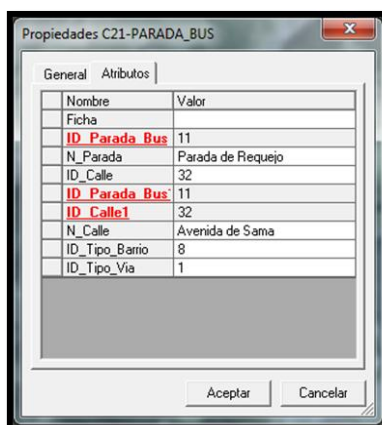 Propiedades C21-PARADA_BUS
General Atributos
Nombre Valor
Ficha
ID_Parada_Bus 11
N_Parada Parada de Requejo
ID_Calle 32
ID_Parada_Bus 11
ID_Calle1 32
N_Calle Avenida de Sama
ID_Tipo_Barrio 8
ID_Tipo_Via 1
Aceptar Cancelar